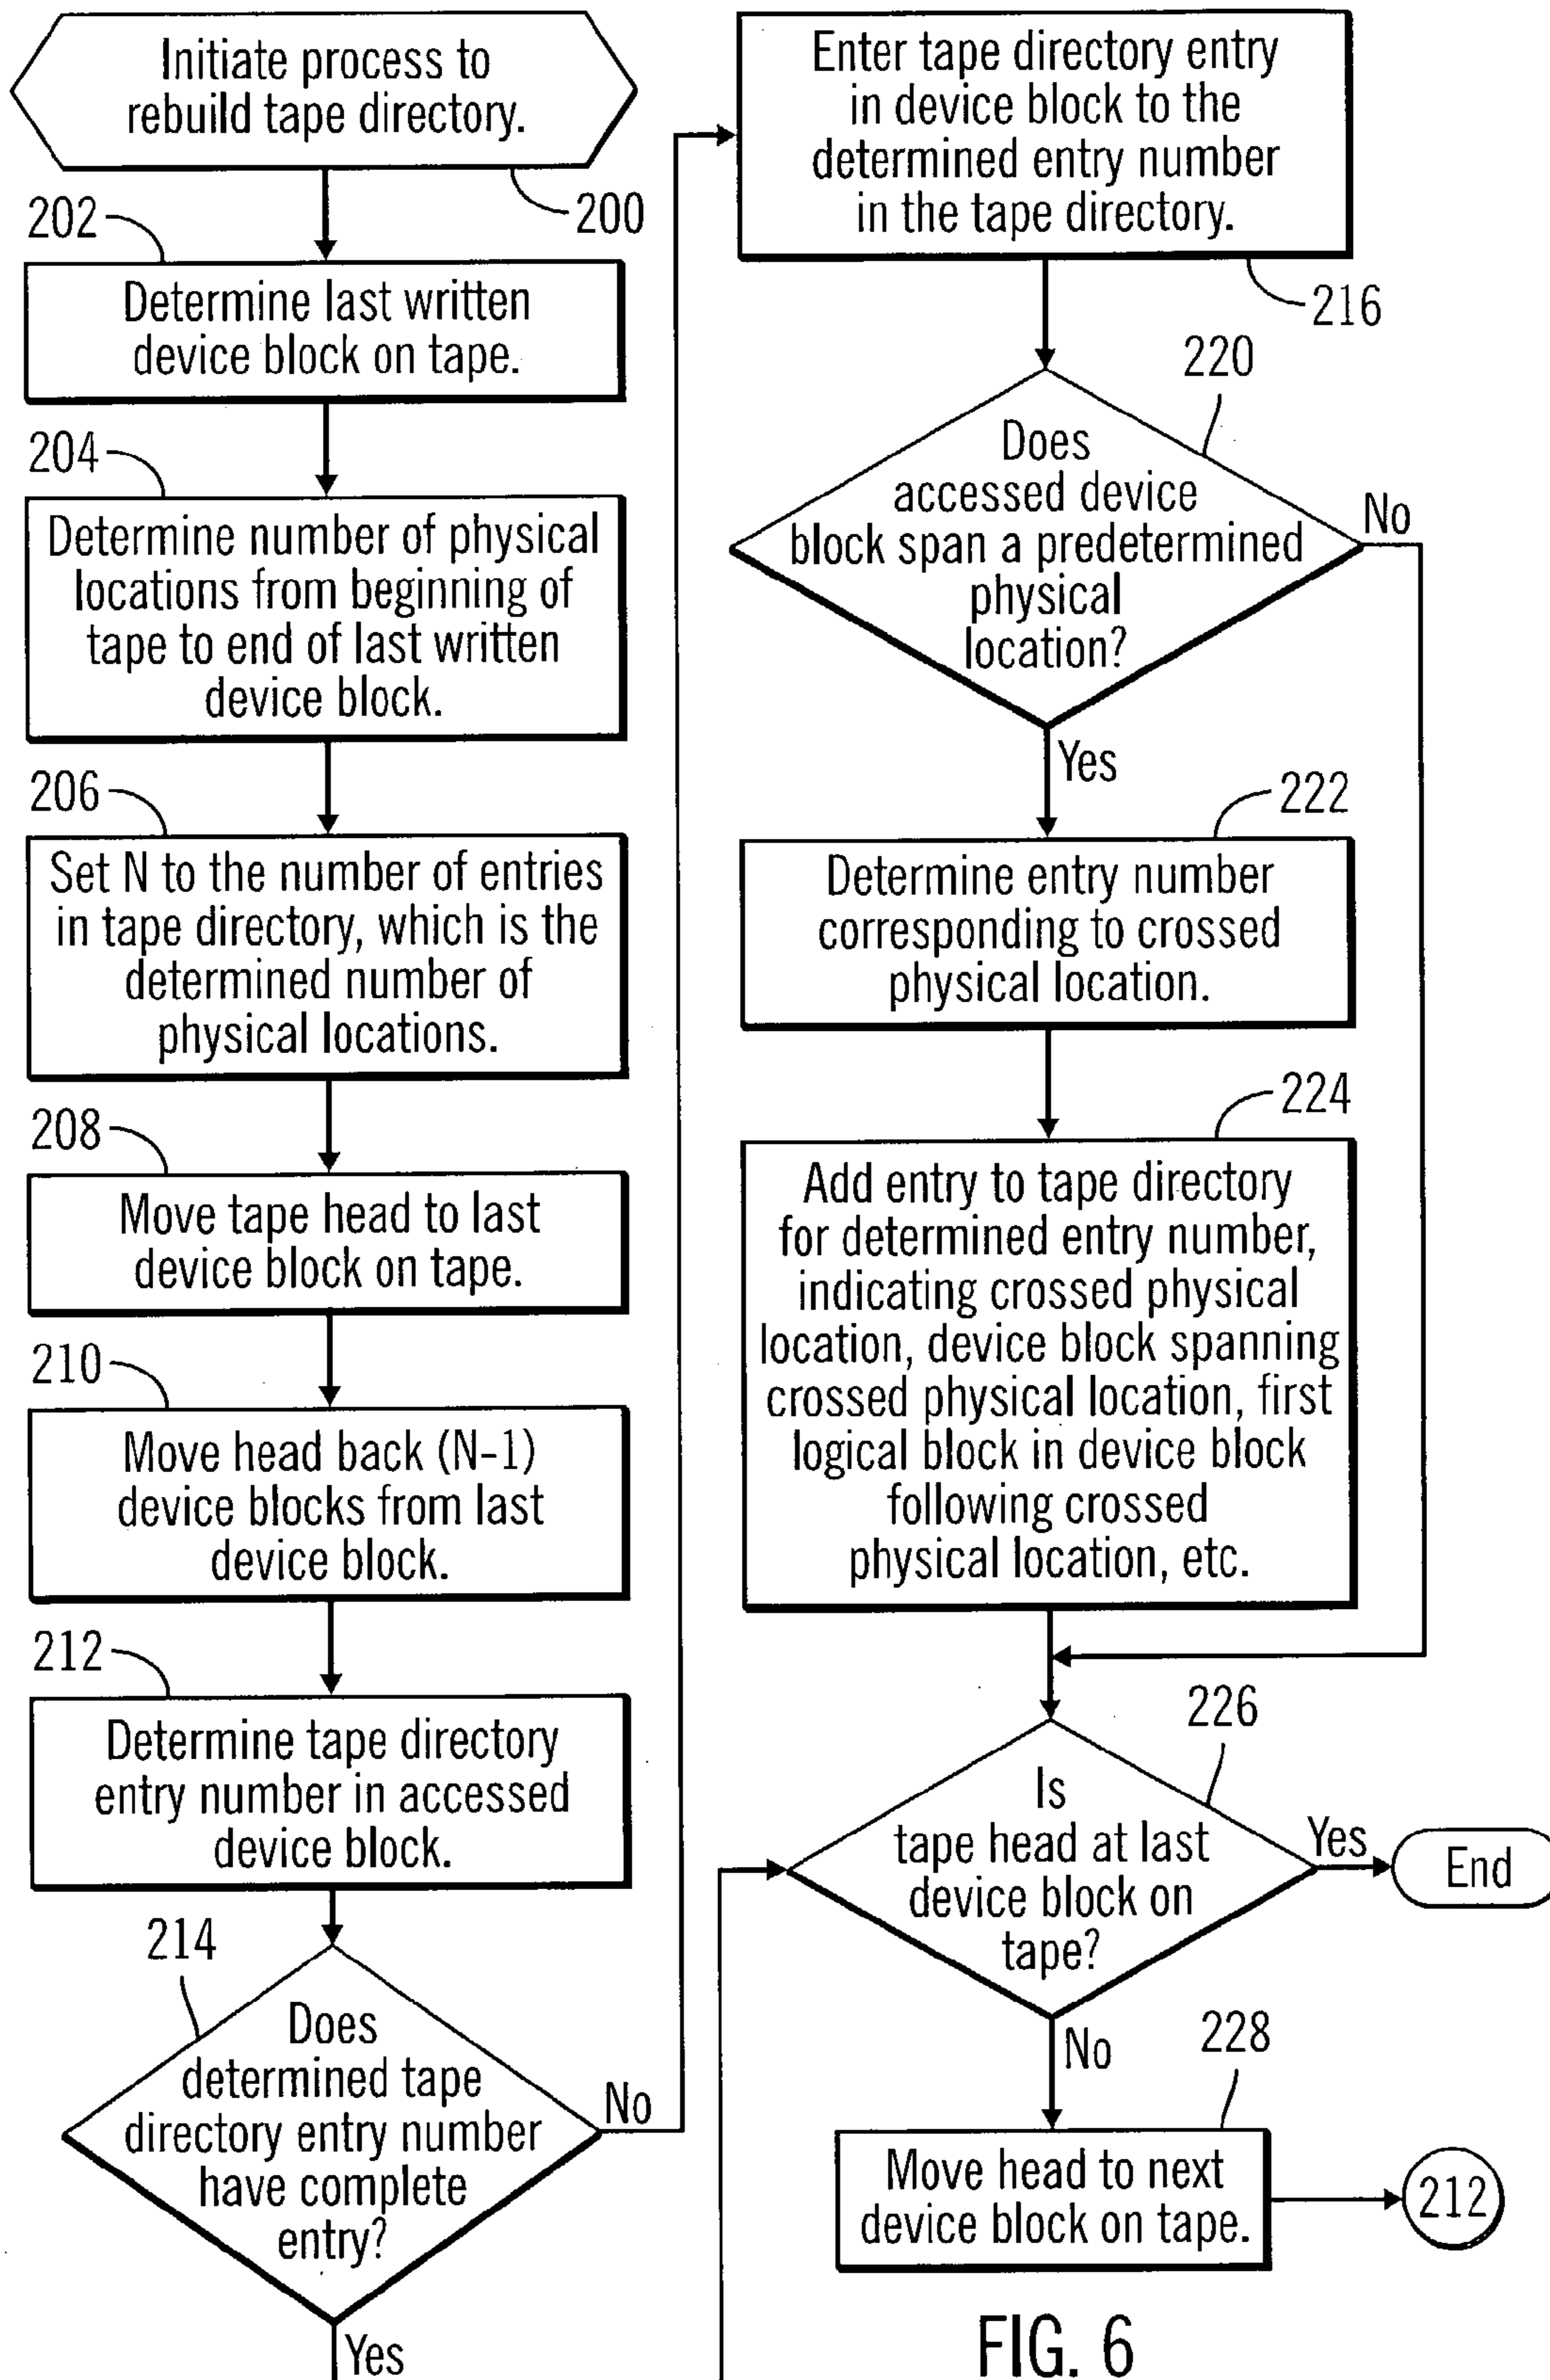 Initiate process to
rebuild tape directory.
200
202
Determine last written
device block on tape.
204
Determine number of physical
locations from beginning of
tape to end of last written
device block.
206
Set N to the number of entries
in tape directory, which is the
determined number of
physical locations.
208
Move tape head to last
device block on tape.
210
Move head back (N-1)
device blocks from last
device block.
212
Determine tape directory
entry number in accessed
device block.
214
Does
determined tape
directory entry number
have complete
entry?
No
Yes
Enter tape directory entry
in device block to the
determined entry number
in the tape directory.
216
220
Does
accessed device
block span a predetermined
physical
location?
No
Yes
222
Determine entry number
corresponding to crossed
physical location.
224
Add entry to tape directory
for determined entry number,
indicating crossed physical
location, device block spanning
crossed physical location, first
logical block in device block
following crossed
physical location, etc.
226
Is
tape head at last
device block on
tape?
Yes
End
No
228
Move head to next
device block on tape.
212
FIG. 6